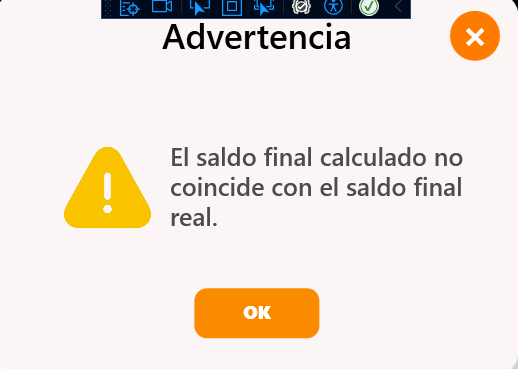 Advertencia
El saldo final calculado no
coincide con el saldo final
real.
OK